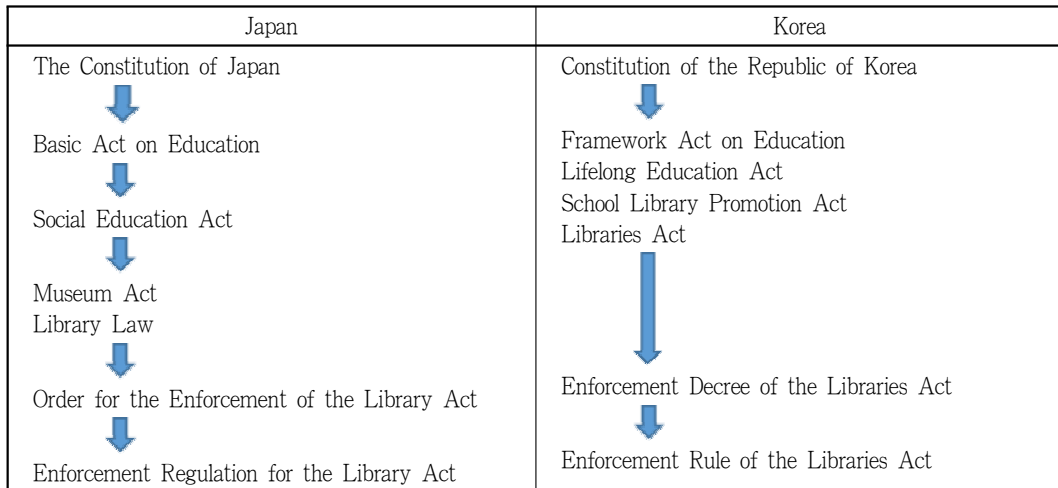 Japan
Korea
The Constitution of Japan
Basic Act on Education
Social Education Act
Museum Act
Library Law
Order for the Enforcement of the Library Act
Enforcement Regulation for the Library Act
Constitution of the Republic of Korea
Framework Act on Education
Lifelong Education Act
School Library Promotion Act
Libraries Act
Enforcement Decree of the Libraries Act
Enforcement Rule of the Libraries Act